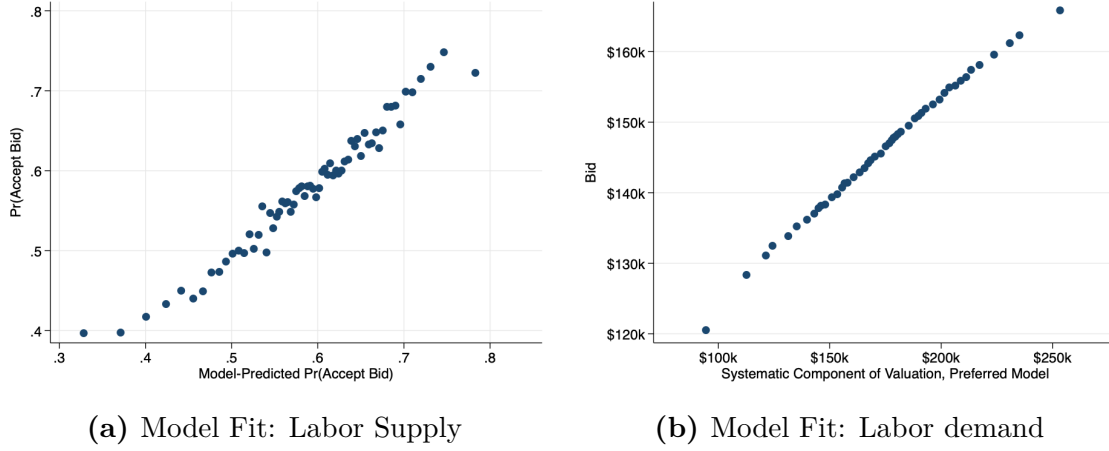 .8
.7
.6
.5
.4
Pr(Accept Bid)
.3 .4 .5 .6 .7 .8
Model-Predicted Pr(Accept Bid)
(a) Model Fit: Labor Supply
$160k
$150k
$140k
$130k
$120k
Bid
$100k $150k $200k $250k
Systematic Component of Valuation, Preferred Model
(b) Model Fit: Labor demand